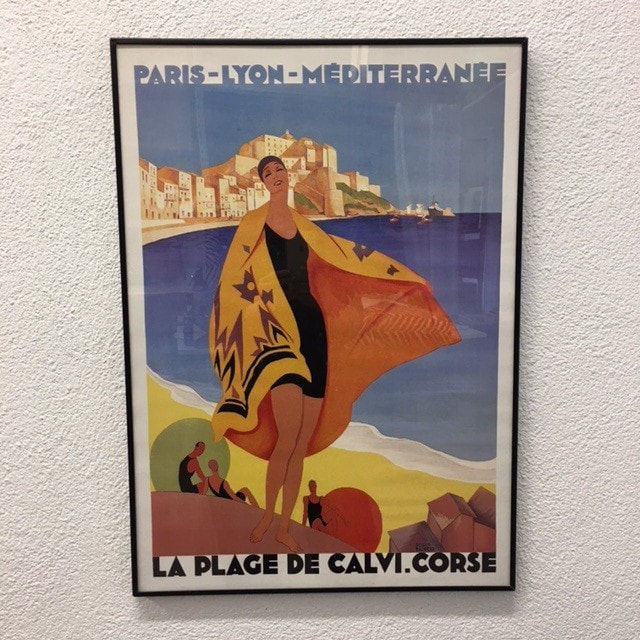 PARIS-LYON-MÉDITERRANÉE
LA PLAGE DE CALVI.CORSE